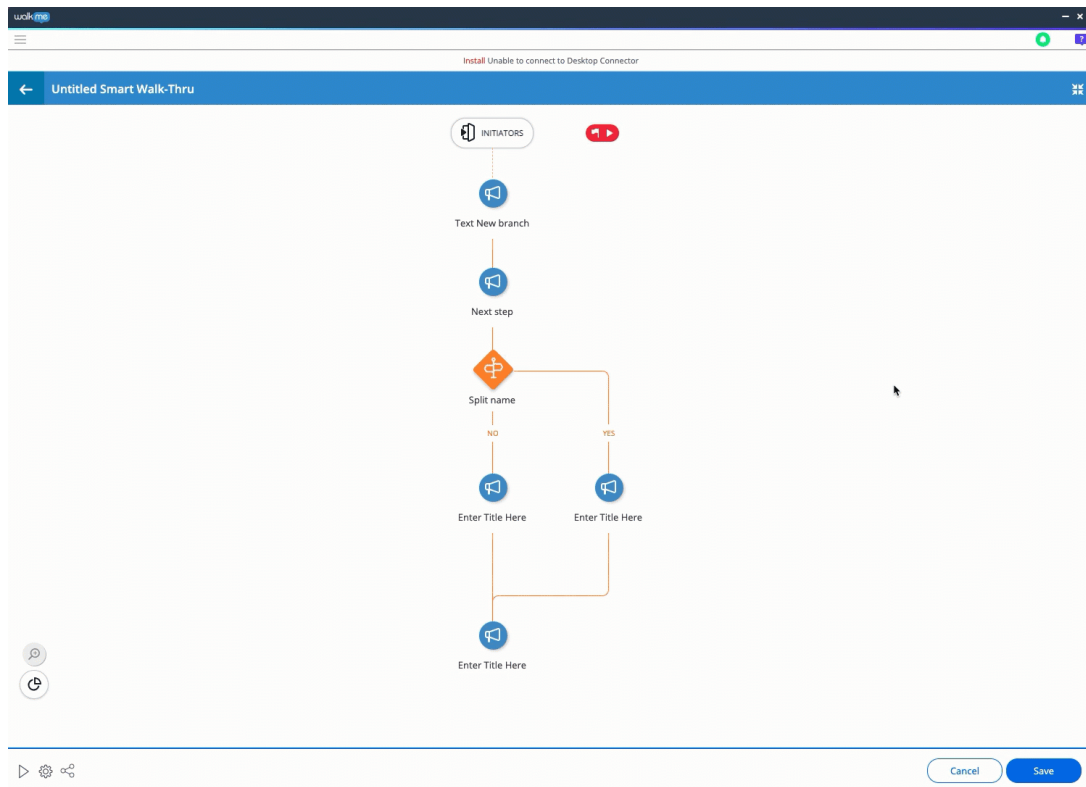 walkme
?
Install Unable to connect to Desktop Connector
Untitled Smart Walk-Thru
INITIATORS
Text New branch
Next step
Split name
NO YES
Enter Title Here Enter Title Here
Enter Title Here
Cancel Save